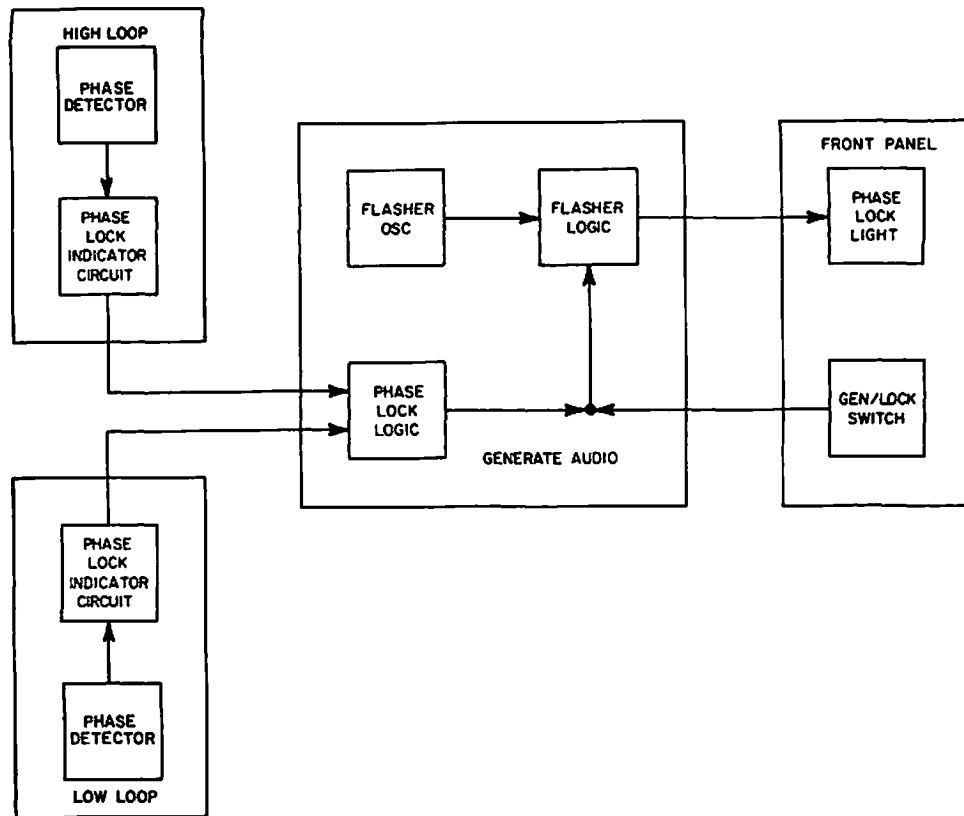 HIGH LOOP
PHASE
DETECTOR
PHASE
LOCK
INDICATOR
CIRCUIT
FLASHER
OSC
FLASHER
LOGIC
PHASE
LOCK
LOGIC
GENERATE AUDIO
FRONT PANEL
PHASE
LOCK
LIGHT
GEN/LOCK
SWITCH
PHASE
LOCK
INDICATOR
CIRCUIT
PHASE
DETECTOR
LOW LOOP